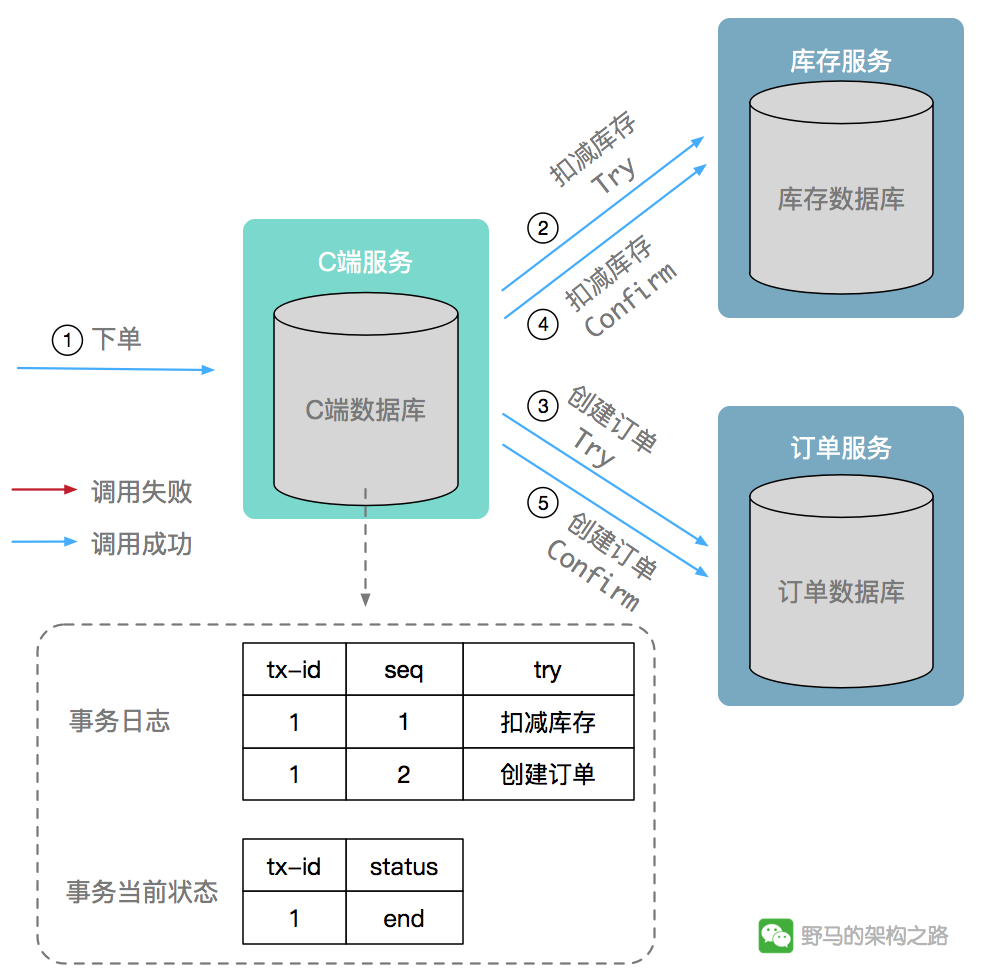 库存服务
库存数据库
扣减库存
Try
②
扣减库存
Confirm
④
C端服务
C端数据库
① 下单
③ 创建订单
Try
⑤ 创建订单
Confirm
订单服务
订单数据库
调用失败
调用成功
事务日志
tx-id seq try
1 1 扣减库存
1 2 创建订单
事务当前状态
tx-id status
1 end
野马的架构之路